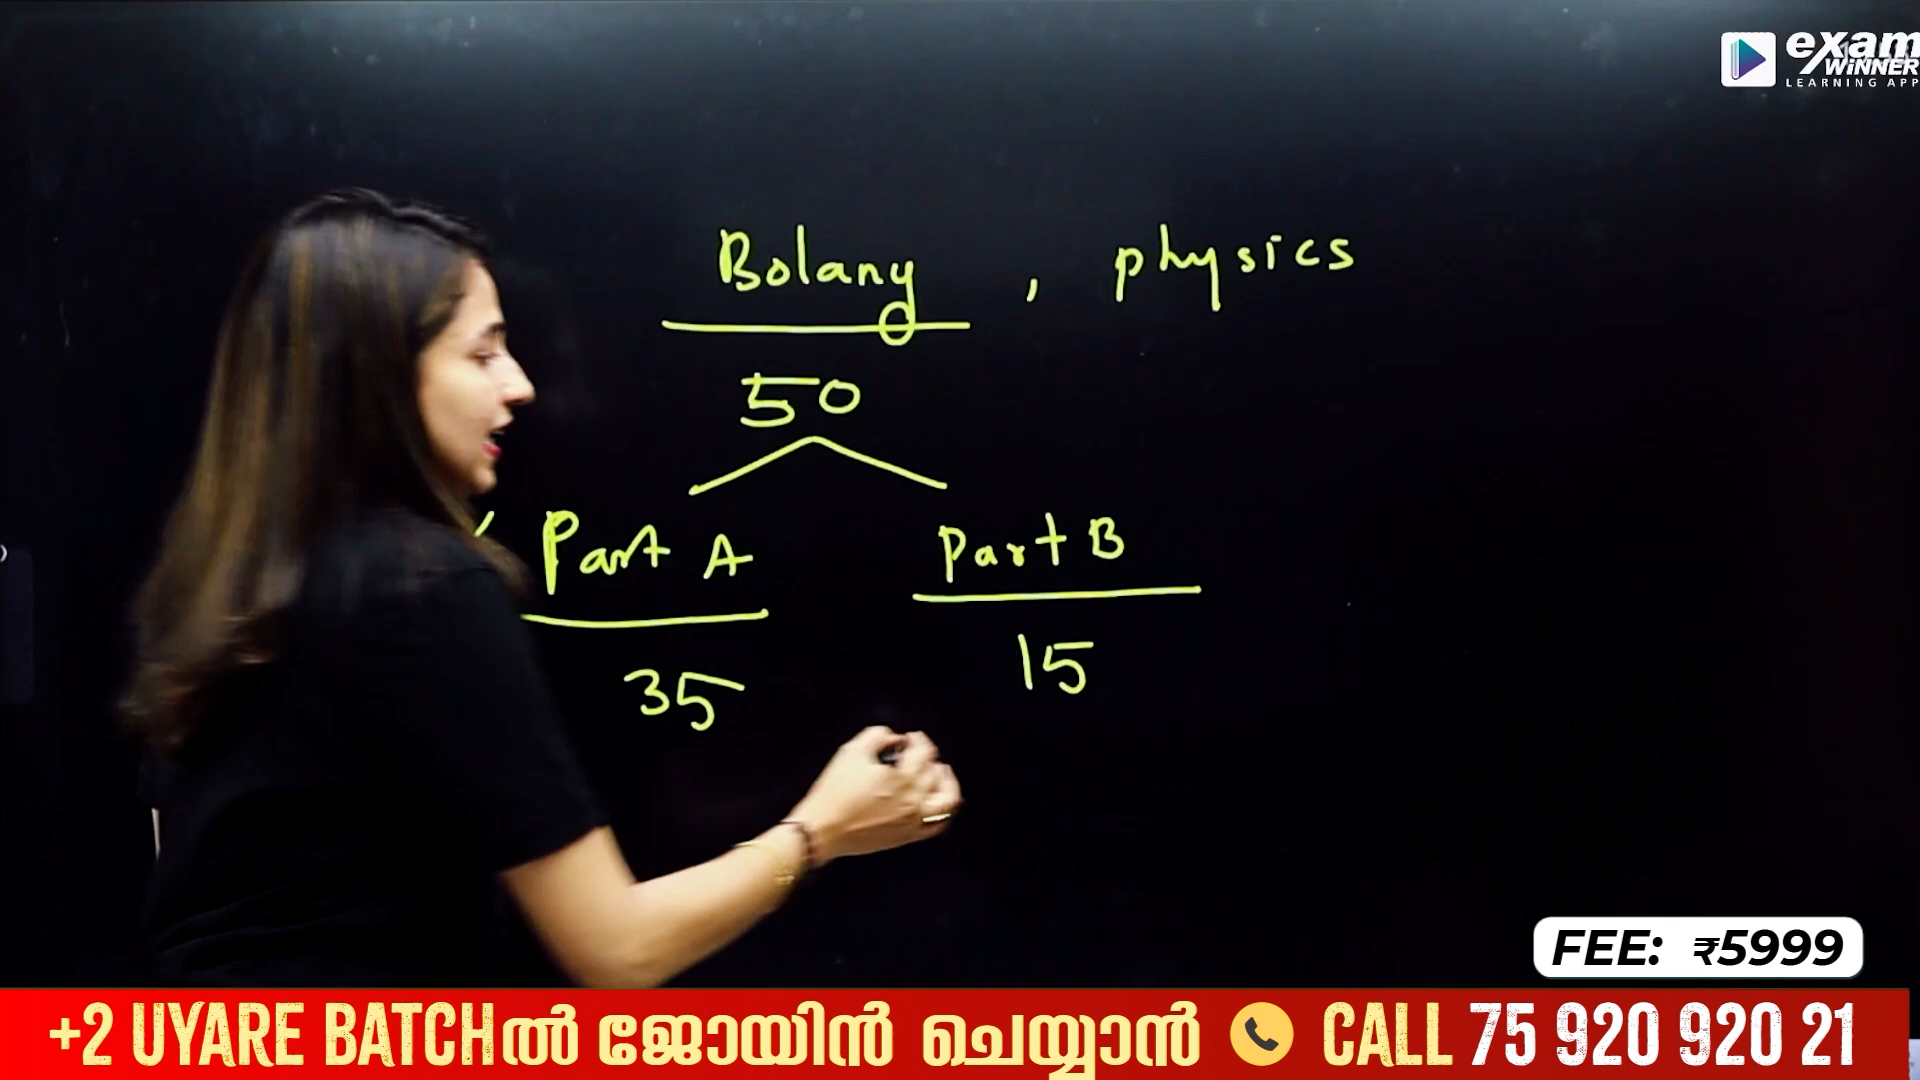 exam
WiNNER
LEARNING APP
Bolany , physics
50
Part A Part B
35 15
FEE: ₹5999
+2 UYARE BATCHൽ ജോയിൻ ചെയ്യാൻ CALL 75 920 920 21